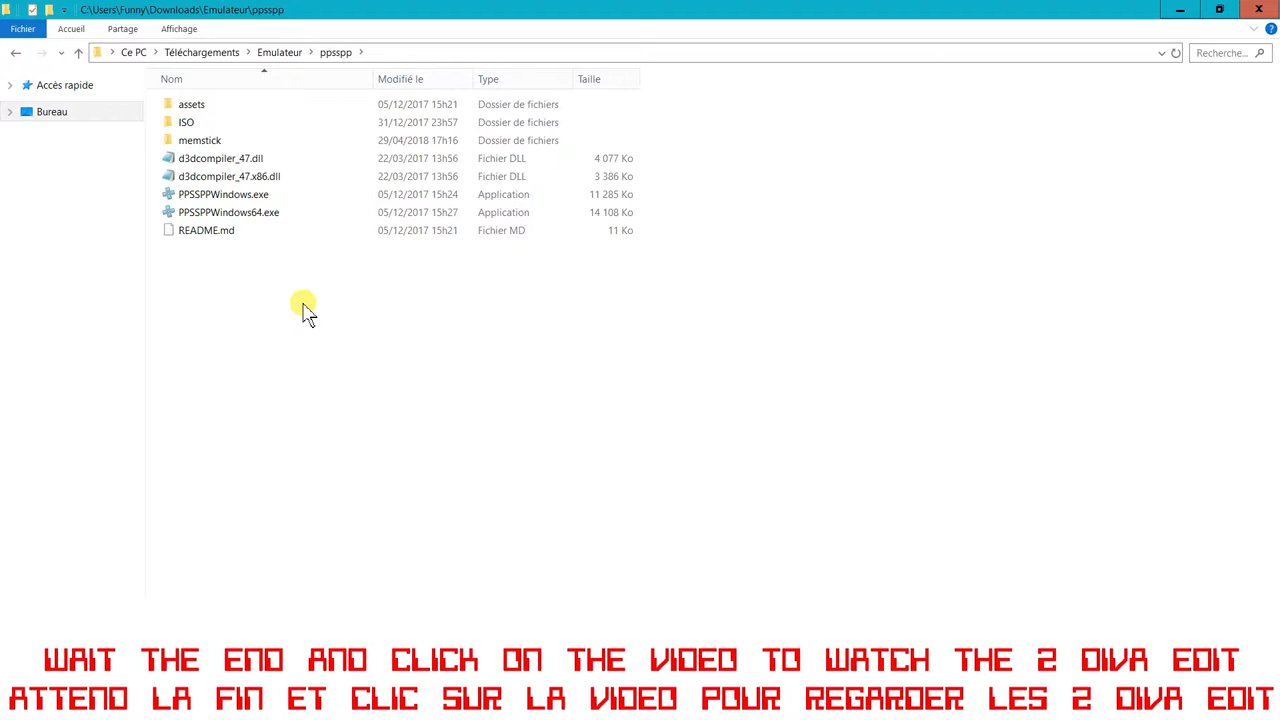 C:\Users\Funny\Downloads\Emulateur\ppsspp
Fichier Accueil Partage Affichage
Ce PC Téléchargements Emulateur ppsspp Recherche...
Nom Modifié le Type Taille
Accès rapide
Bureau
assets 05/12/2017 15h21 Dossier de fichiers
ISO 31/12/2017 23h57 Dossier de fichiers
memstick 29/04/2018 17h16 Dossier de fichiers
d3dcompiler_47.dll 22/03/2017 13h56 Fichier DLL 4 077 Ko
d3dcompiler_47.x86.dll 22/03/2017 13h56 Fichier DLL 3 386 Ko
PPSSPPWindows.exe 05/12/2017 15h24 Application 11 285 Ko
PPSSPPWindows64.exe 05/12/2017 15h27 Application 14 108 Ko
README.md 05/12/2017 15h21 Fichier MD 11 Ko
WAIT THE END AND CLICK ON THE VIDEO TO WATCH THE 2 DIVA EDIT
ATTEND LA FIN ET CLIC SUR LA VIDEO POUR REGARDER LES 2 DIVA EDIT